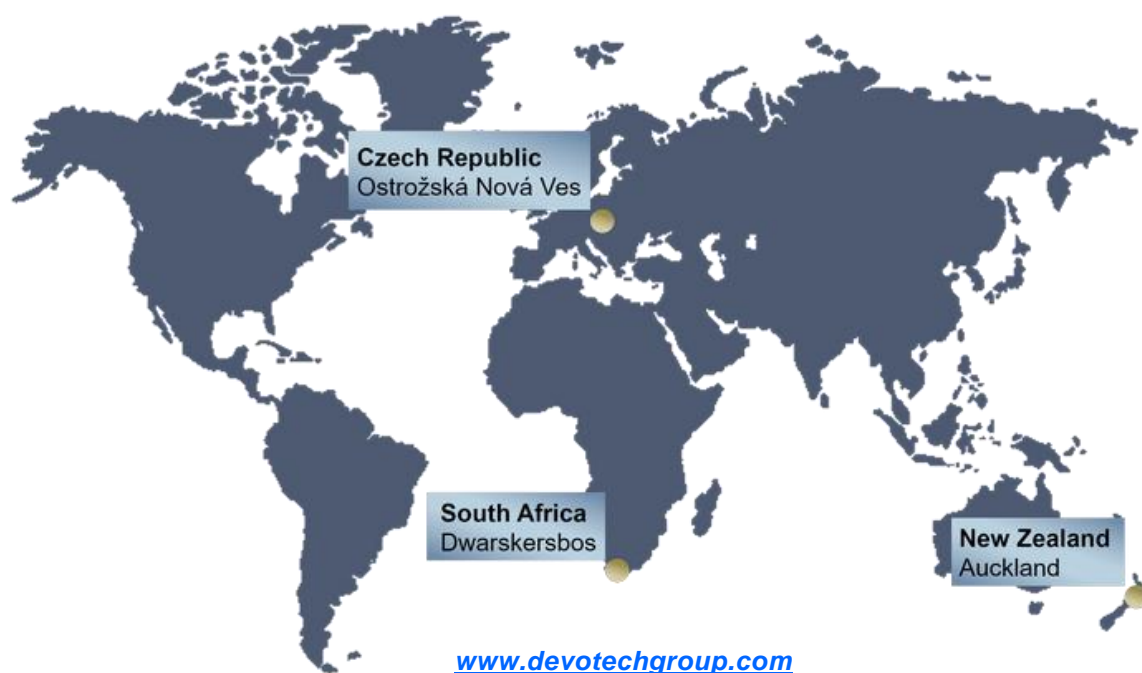 Czech Republic
Ostrožská Nová Ves
South Africa
Dwarskersbos
New Zealand
Auckland
www.devotechgroup.com